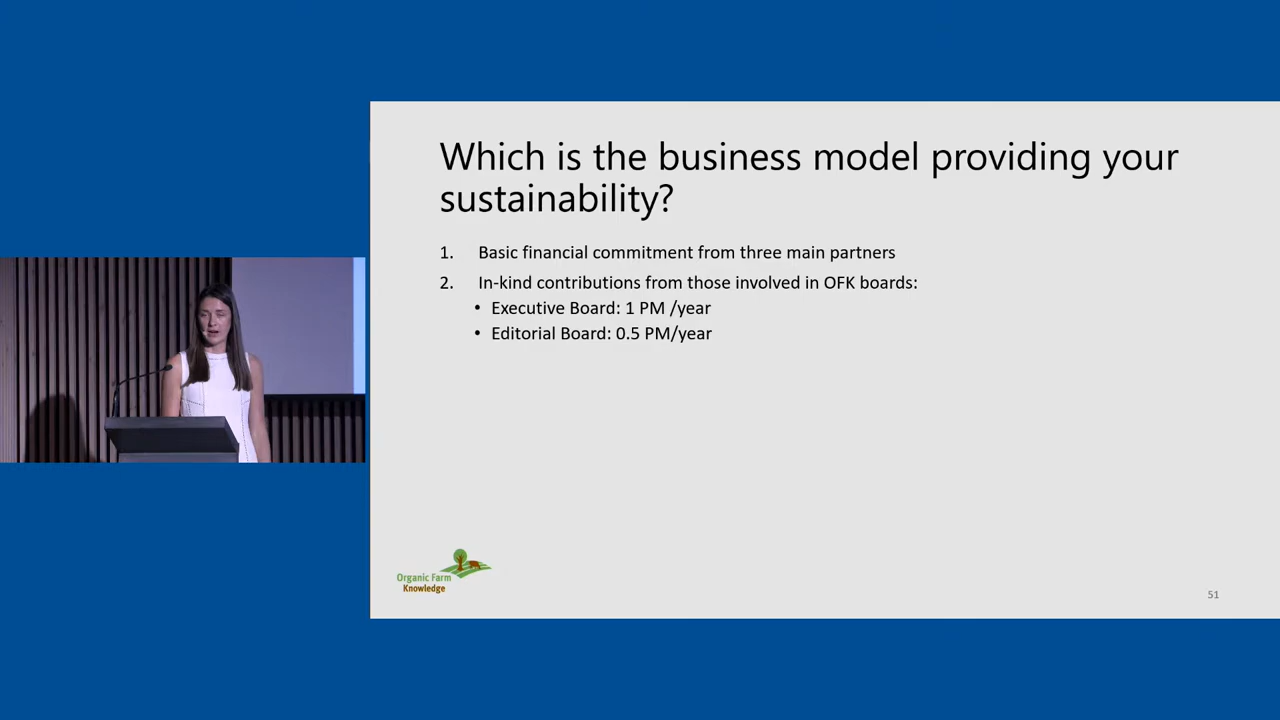 Which is the business model providing your
sustainability?
1. Basic financial commitment from three main partners
2. In-kind contributions from those involved in OFK boards:
• Executive Board: 1 PM /year
• Editorial Board: 0.5 PM/year
Organic Farm
Knowledge
51